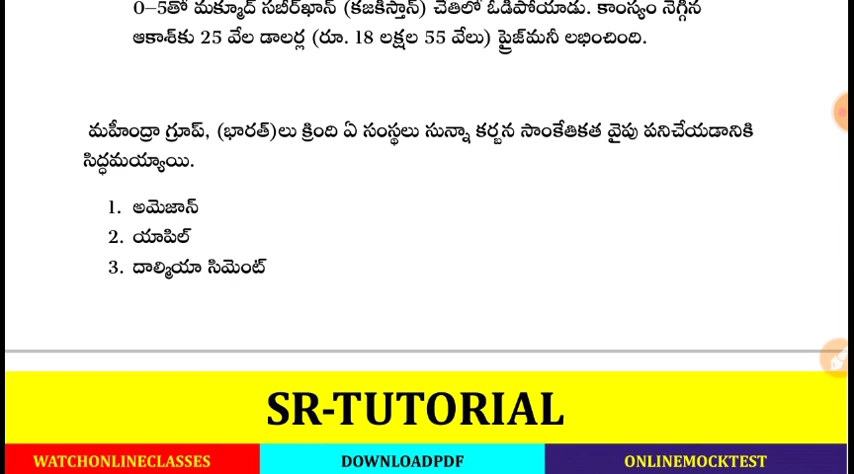 0–5తో మక్మూద్ సబీర్‌ఖాన్ (కజకిస్తాన్) చేతిలో ఓడిపోయాడు. కాంస్యం నెగ్గిన
ఆకాశ్‌కు 25 వేల డాలర్ల (రూ. 18 లక్షల 55 వేలు) ప్రైజ్‌మనీ లభించింది.
మహీంద్రా గ్రూప్, (భారత్)లు క్రింది ఏ సంస్థలు సున్నా కర్బన సాంకేతికత వైపు పనిచేయడానికి
సిద్ధమయ్యాయి.
1. అమెజాన్
2. యాపిల్
3. దాల్మియా సిమెంట్
SR-TUTORIAL
WATCHONLINECLASSES
DOWNLOADPDF
ONLINEMOCKTEST